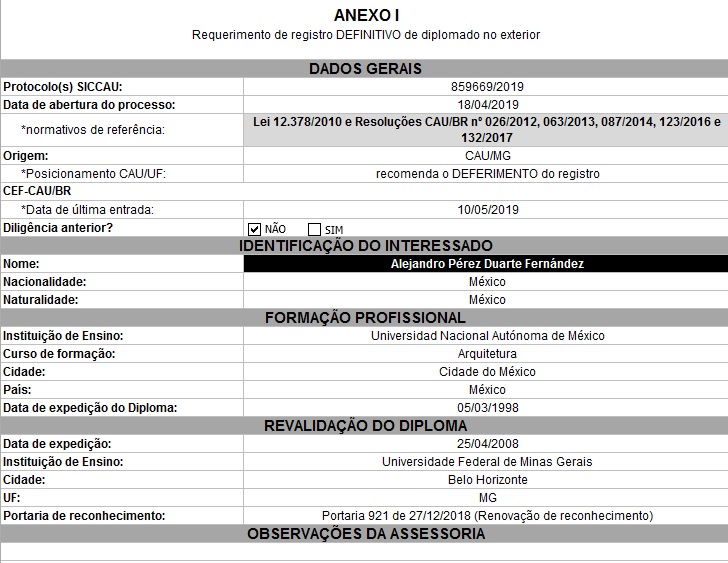 ANEXO I
Requerimento de registro DEFINITIVO de diplomado no exterior
DADOS GERAIS
Protocolo(s) SICCAU: 859669/2019
Data de abertura do processo: 18/04/2019
*normativos de referência: Lei 12.378/2010 e Resoluções CAU/BR nº 026/2012, 063/2013, 087/2014, 123/2016 e
132/2017
Origem: CAU/MG
*Posicionamento CAU/UF: recomenda o DEFERIMENTO do registro
CEF-CAU/BR
*Data de última entrada: 10/05/2019
Diligência anterior? NÃO SIM
IDENTIFICAÇÃO DO INTERESSADO
Nome: Alejandro Pérez Duarte Fernández
Nacionalidade: México
Naturalidade: México
FORMAÇÃO PROFISSIONAL
Instituição de Ensino: Universidad Nacional Autónoma de México
Curso de formação: Arquitetura
Cidade: Cidade do México
País: México
Data de expedição do Diploma: 05/03/1998
REVALIDAÇÃO DO DIPLOMA
Data de expedição: 25/04/2008
Instituição de Ensino: Universidade Federal de Minas Gerais
Cidade: Belo Horizonte
UF: MG
Portaria de reconhecimento: Portaria 921 de 27/12/2018 (Renovação de reconhecimento)
OBSERVAÇÕES DA ASSESSORIA